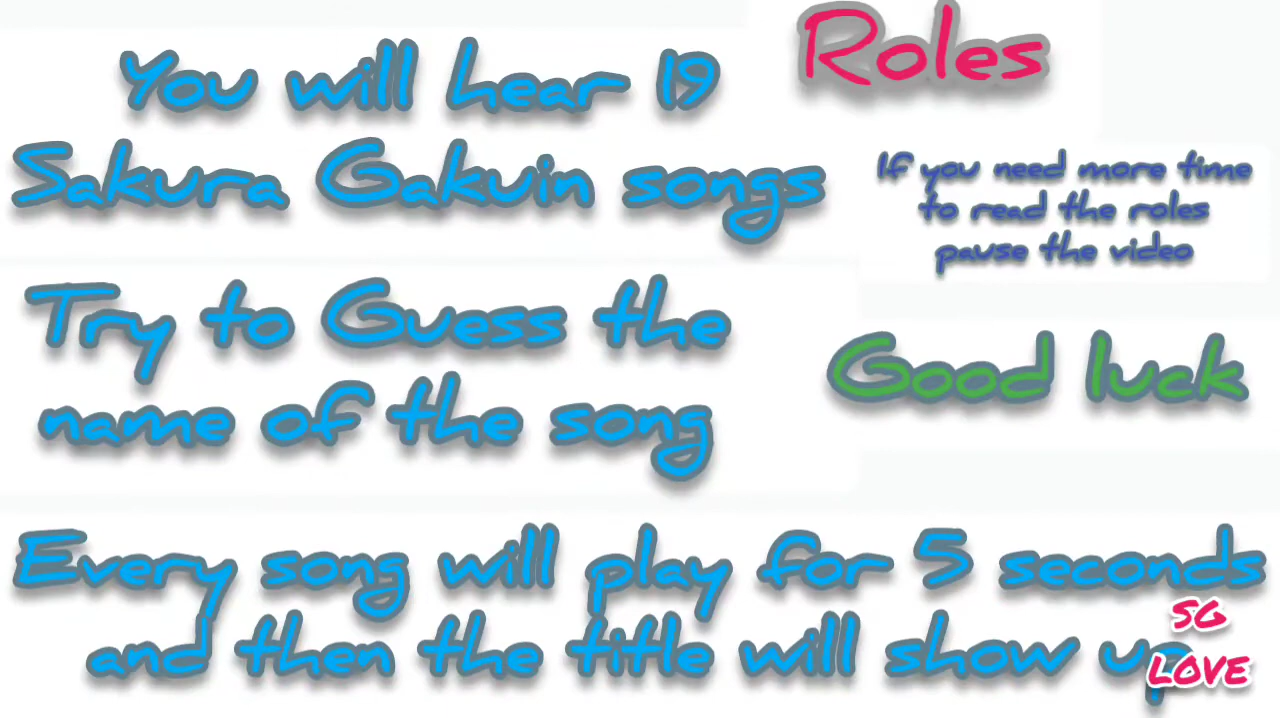 Roles
You will hear 19
Sakura Gakuin songs
If you need more time
to read the roles
pause the video
Try to Guess the
name of the song
Good luck
Every song will play for 5 seconds
and then the title will show up
SG
LOVE